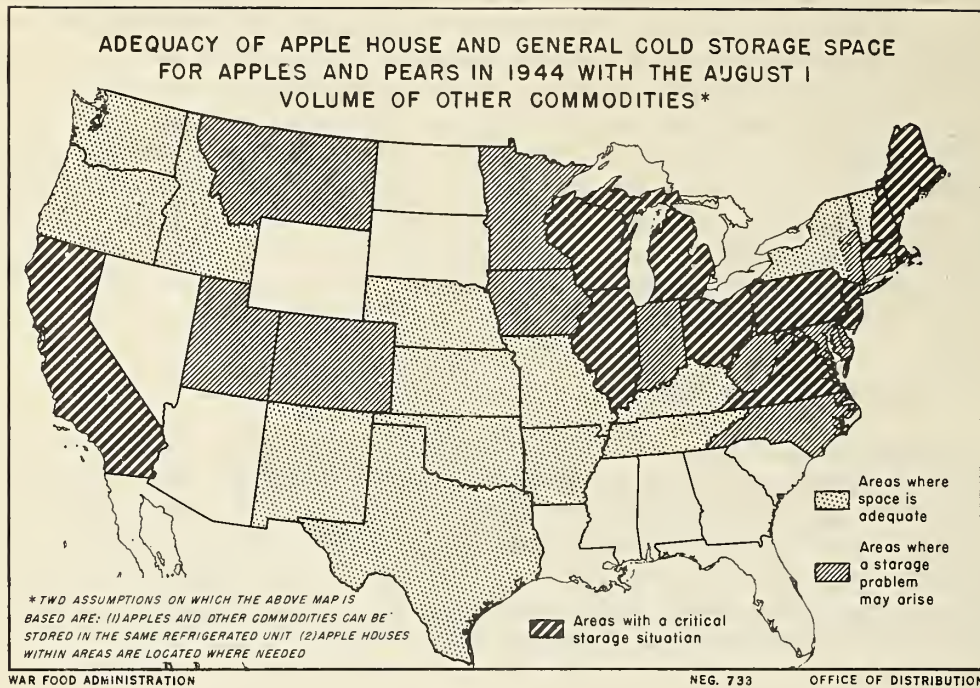 ADEQUACY OF APPLE HOUSE AND GENERAL COLD STORAGE SPACE
FOR APPLES AND PEARS IN 1944 WITH THE AUGUST 1
VOLUME OF OTHER COMMODITIES*
Areas where
space is
adequate
Areas where
a storage
problem
may arise
Areas with a critical
storage situation
*TWO ASSUMPTIONS ON WHICH THE ABOVE MAP IS
BASED ARE: (1) APPLES AND OTHER COMMODITIES CAN BE
STORED IN THE SAME REFRIGERATED UNIT (2) APPLE HOUSES
WITHIN AREAS ARE LOCATED WHERE NEEDED
WAR FOOD ADMINISTRATION
NEG. 733
OFFICE OF DISTRIBUTION